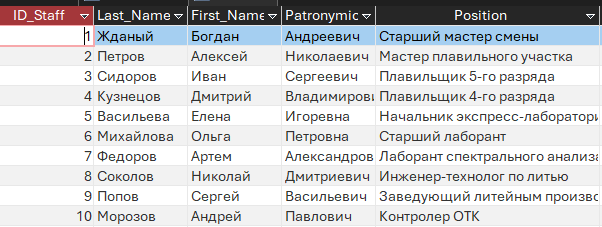 ID_Staff Last_Name First_Name Patronymic Position
1 Жданый Богдан Андреевич Старший мастер смены
2 Петров Алексей Николаевич Мастер плавильного участка
3 Сидоров Иван Сергеевич Плавильщик 5-го разряда
4 Кузнецов Дмитрий Владимирови Плавильщик 4-го разряда
5 Васильева Елена Игоревна Начальник экспресс-лаборатори
6 Михайлова Ольга Петровна Старший лаборант
7 Федоров Артем Александров Лаборант спектрального анализа
8 Соколов Николай Дмитриевич Инженер-технолог по литью
9 Попов Сергей Васильевич Заведующий литейным произво
10 Морозов Андрей Павлович Контролер ОТК